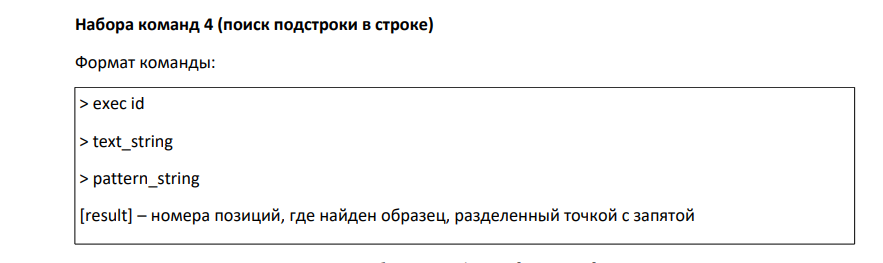 Набора команд 4 (поиск подстроки в строке)
Формат команды:
> exec id
> text_string
> pattern_string
[result] – номера позиций, где найден образец, разделенный точкой с запятой